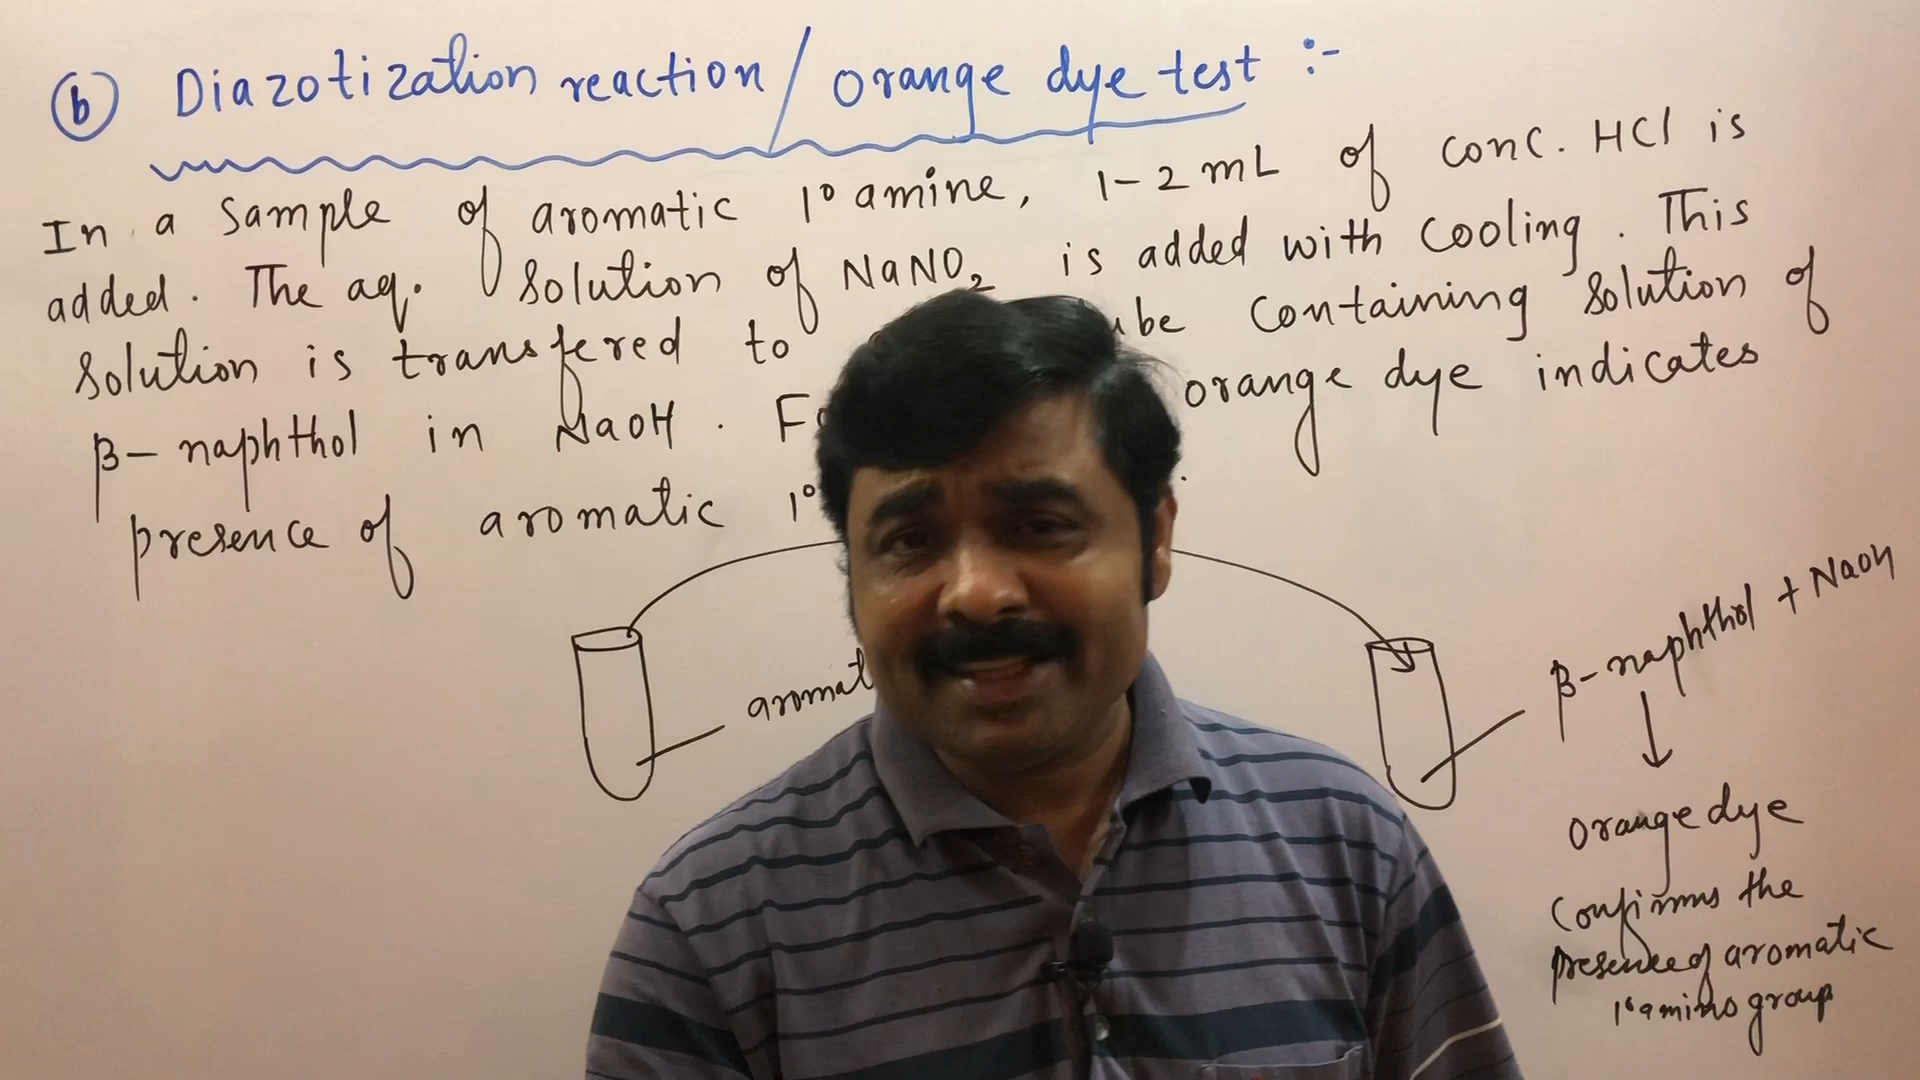 b Diazotization reaction / orange dye test :-
In a sample of aromatic 1° amine, 1-2 mL of conc. HCl is
added. The aq. solution of NaNO₂ is added with cooling. This
solution is transfered to containing solution of
β- naphthol in NaOH. orange dye indicates
presence of aromatic 1°
β- naphthol + NaOH
orange dye
Confirms the
presence of aromatic
1° amino group